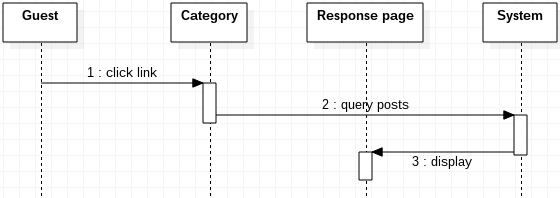 Guest
Category
Response page
System
1 : click link
2 : query posts
3 : display